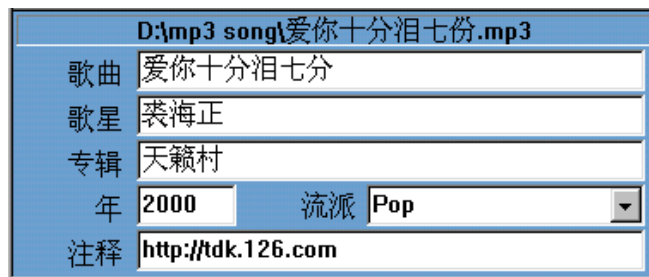 D:\mp3 song\爱你十分泪七份.mp3
歌曲 爱你十分泪七分
歌星 裘海正
专辑 天籁村
年 2000 流派 Pop
注释 http://tdk.126.com